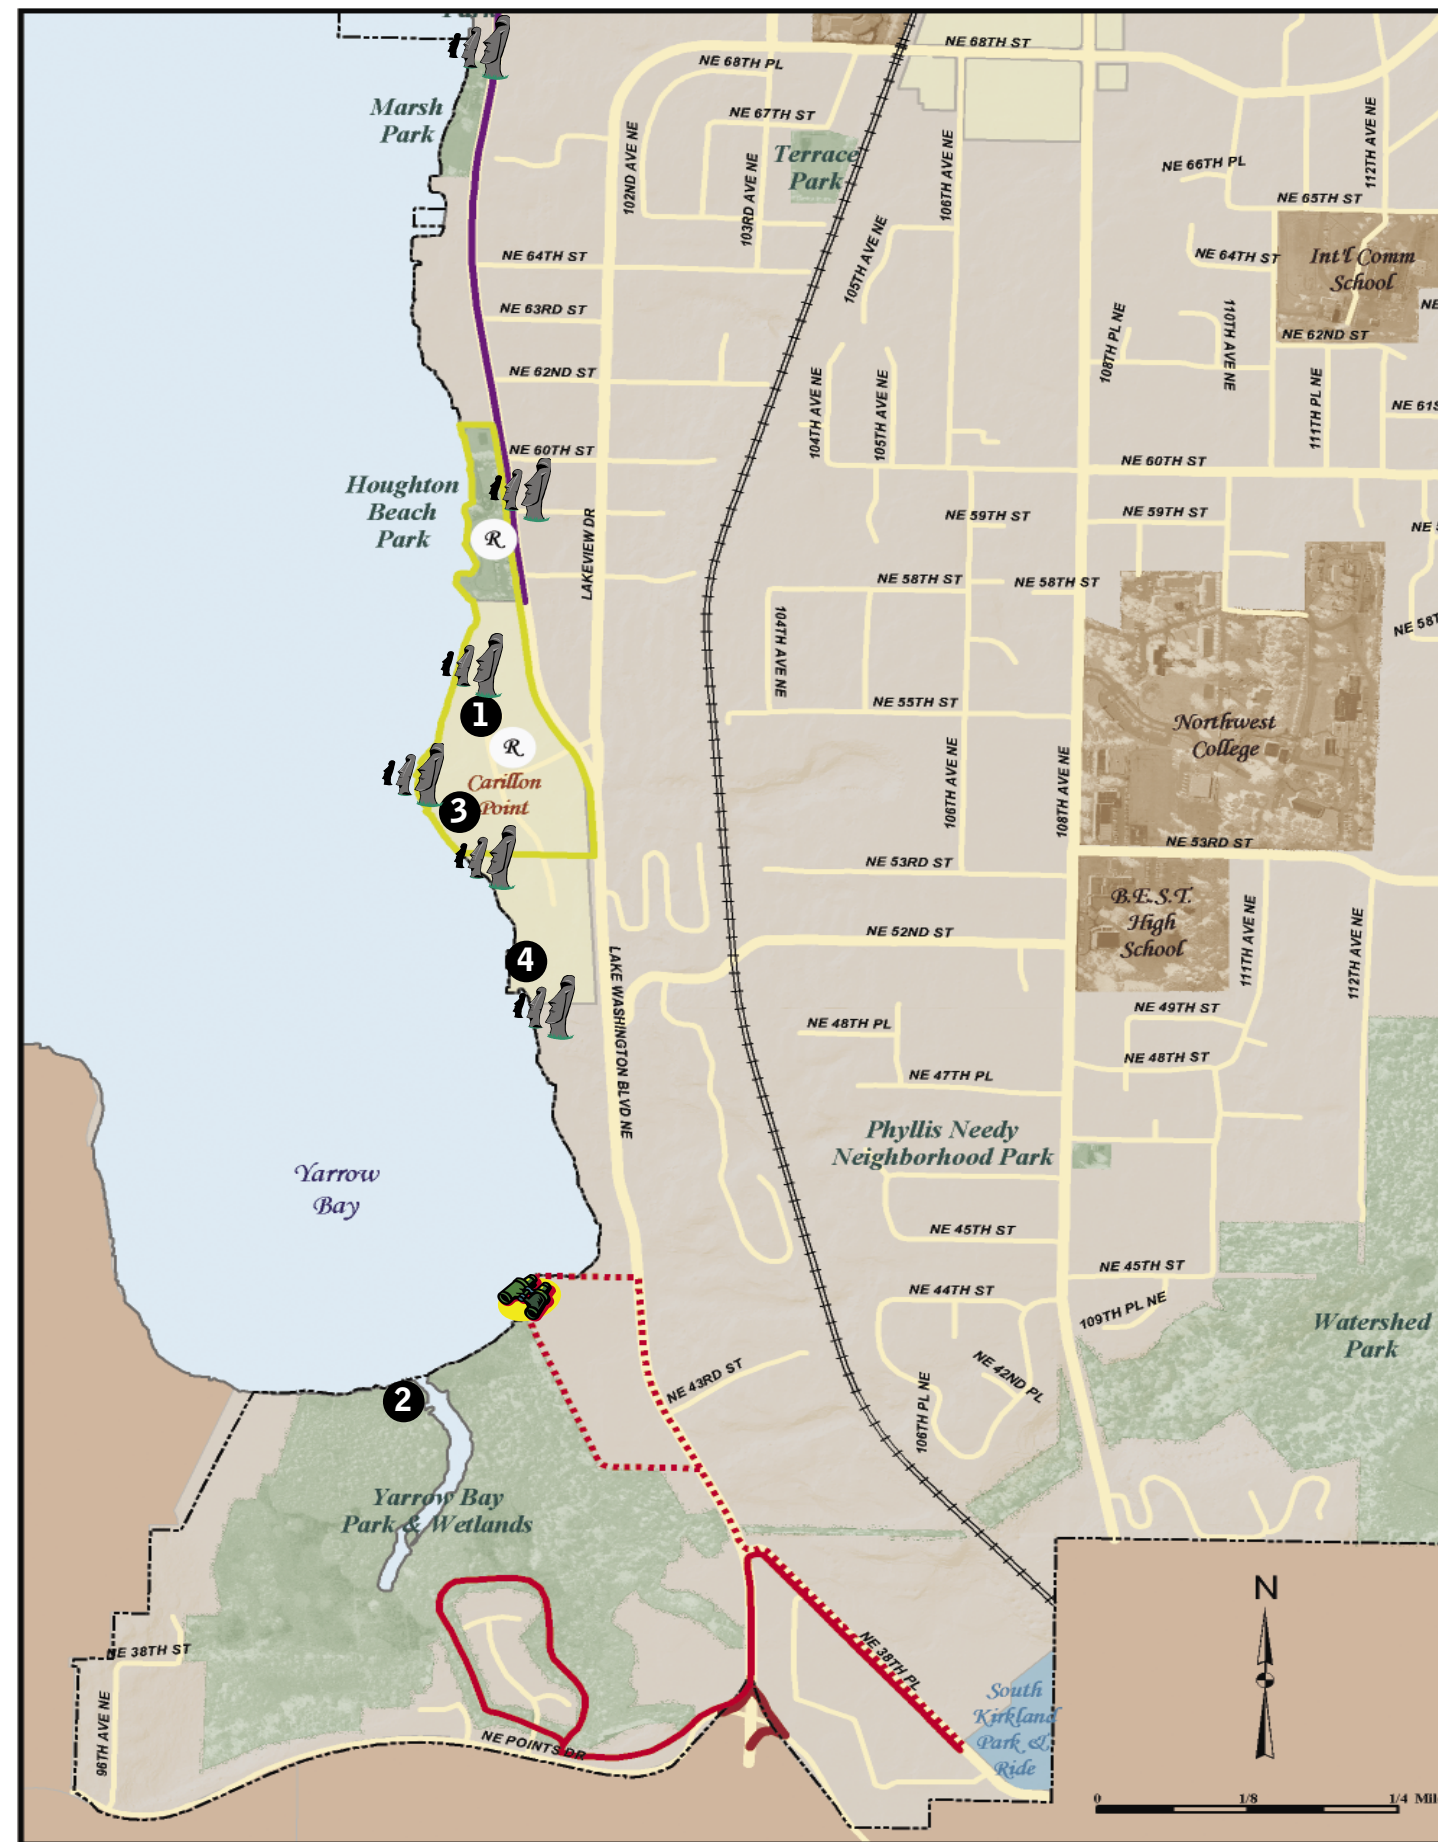 NE 68TH ST
NE 68TH PL
Marsh
Park
NE 67TH ST
102ND AVE NE
103RD AVE NE
Terrace
Park
106TH AVE NE
105TH AVE NE
112TH AVE NE
NE 66TH PL
NE 65TH ST
NE 64TH ST
NE 64TH ST
Int'l Comm
School
NE 63RD ST
NE
NE 62ND ST
108TH PL NE
110TH AVE NE
NE 62ND ST
104TH AVE NE
105TH AVE NE
111TH PL NE
NE 61S
NE 60TH ST
NE 60TH ST
Houghton
Beach
Park
R
LAKEVIEW DR
NE 59TH ST
NE 59TH ST
NE 58TH ST
NE 58TH ST
NE 58T
104TH AVE NE
1
R
Carillon
Point
3
NE 55TH ST
106TH AVE NE
108TH AVE NE
Northwest
College
NE 53RD ST
NE 53RD ST
B.E.S.T.
High
School
111TH AVE NE
112TH AVE NE
NE 52ND ST
4
LAKE WASHINGTON BLVD NE
NE 49TH ST
NE 48TH PL
NE 48TH ST
NE 47TH PL
Phyllis Needy
Neighborhood Park
Yarrow
Bay
NE 45TH ST
NE 45TH ST
NE 44TH ST
109TH PL NE
Watershed
Park
NE 43RD ST
NE 42ND PL
106TH PL NE
2
Yarrow Bay
Park & Wetlands
NE 38TH ST
98TH AVE NE
NE POINTS DR
NE 38TH PL
South
Kirkland
Park &
Ride
N
0 1/8 1/4 Mil